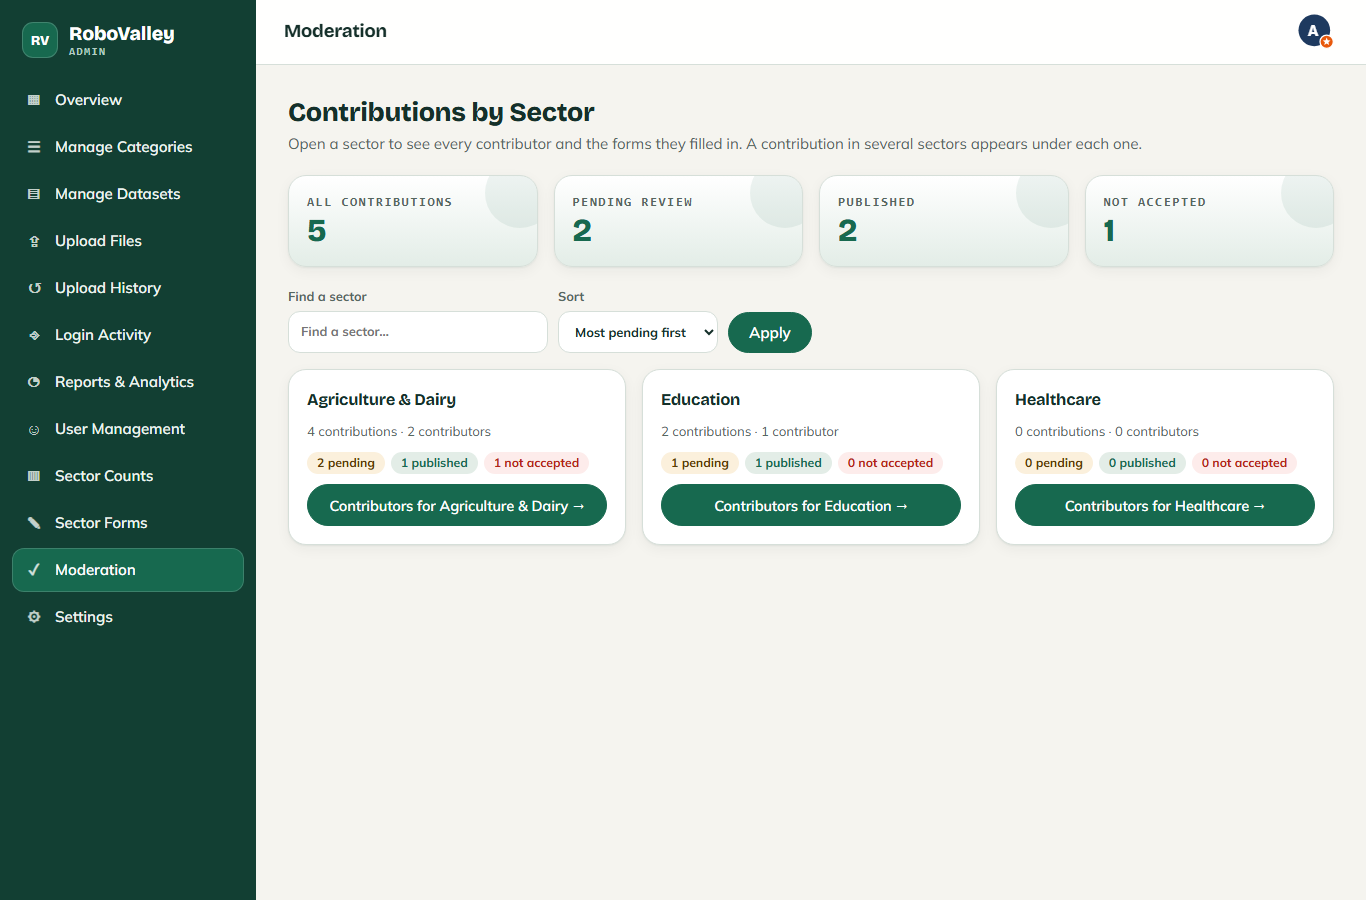 RV
RoboValley
ADMIN
Overview
Manage Categories
Manage Datasets
Upload Files
Upload History
Login Activity
Reports & Analytics
User Management
Sector Counts
Sector Forms
Moderation
Settings
Moderation
A
Contributions by Sector
Open a sector to see every contributor and the forms they filled in. A contribution in several sectors appears under each one.
ALL CONTRIBUTIONS
5
PENDING REVIEW
2
PUBLISHED
2
NOT ACCEPTED
1
Find a sector
Find a sector...
Sort
Most pending first
Apply
Agriculture & Dairy
4 contributions · 2 contributors
2 pending 1 published 1 not accepted
Contributors for Agriculture & Dairy →
Education
2 contributions · 1 contributor
1 pending 1 published 0 not accepted
Contributors for Education →
Healthcare
0 contributions · 0 contributors
0 pending 0 published 0 not accepted
Contributors for Healthcare →